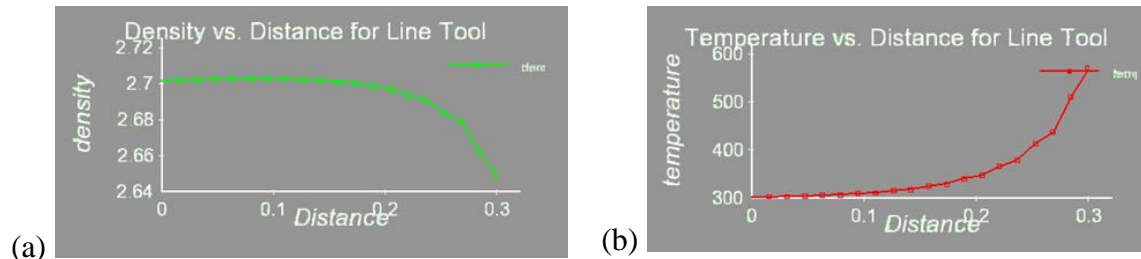 Density vs. Distance for Line Tool
2.72
2.7
2.68
2.66
2.64
density
0
0.1
0.2
0.3
Distance
(a)
Temperature vs. Distance for Line Tool
600
500
400
300
temperature
0
0.1
0.2
0.3
Distance
(b)